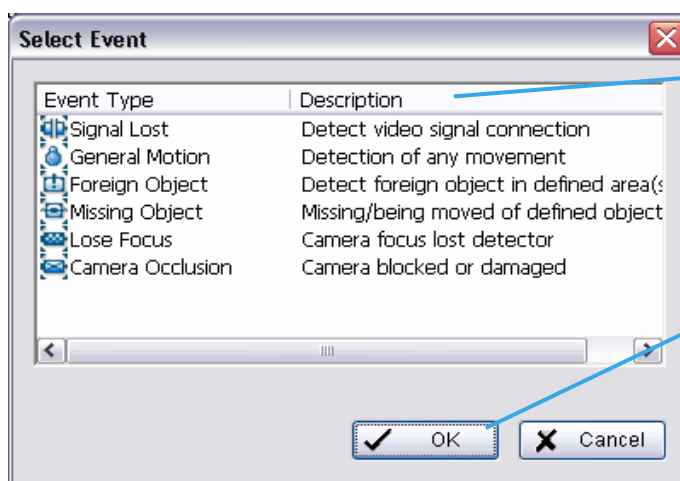 Select Event
Event Type Description
Signal Lost Detect video signal connection
General Motion Detection of any movement
Foreign Object Detect foreign object in defined area(s
Missing Object Missing/being moved of defined object
Lose Focus Camera focus lost detector
Camera Occlusion Camera blocked or damaged
OK Cancel